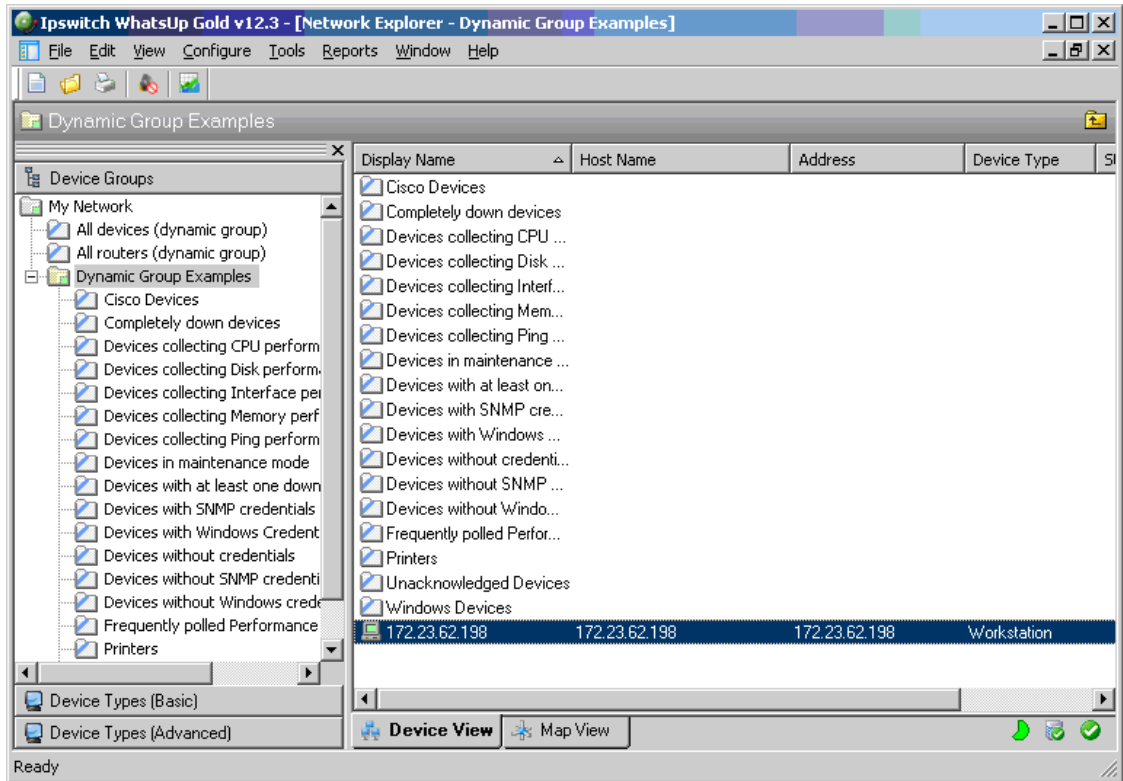 Ipswitch WhatsUp Gold v12.3 - [Network Explorer - Dynamic Group Examples]
File Edit View Configure Tools Reports Window Help
Dynamic Group Examples
Device Groups
My Network
All devices (dynamic group)
All routers (dynamic group)
Dynamic Group Examples
Cisco Devices
Completely down devices
Devices collecting CPU perform
Devices collecting Disk perform
Devices collecting Interface per
Devices collecting Memory perf
Devices collecting Ping perform
Devices in maintenance mode
Devices with at least one down
Devices with SNMP credentials
Devices with Windows Credent
Devices without credentials
Devices without SNMP credenti
Devices without Windows crede
Frequently polled Performance
Printers
Device Types (Basic)
Device Types (Advanced)
Display Name Host Name Address Device Type
Cisco Devices
Completely down devices
Devices collecting CPU ...
Devices collecting Disk ...
Devices collecting Interf...
Devices collecting Mem...
Devices collecting Ping ...
Devices in maintenance ...
Devices with at least on...
Devices with SNMP cre...
Devices with Windows ...
Devices without credenti...
Devices without SNMP ...
Devices without Windo...
Frequently polled Perfor...
Printers
Unacknowledged Devices
Windows Devices
172.23.62.198 172.23.62.198 172.23.62.198 Workstation
Device View Map View
Ready